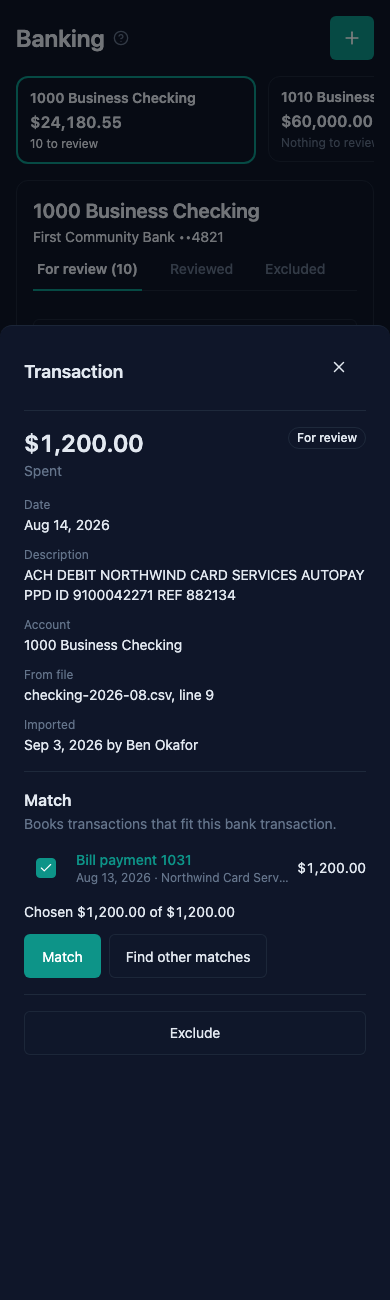 Banking
1000 Business Checking
$24,180.55
10 to review
1010 Business
$60,000.00
Nothing to review
1000 Business Checking
First Community Bank ••4821
For review (10)
Reviewed
Excluded
Transaction
$1,200.00
For review
Spent
Date
Aug 14, 2026
Description
ACH DEBIT NORTHWIND CARD SERVICES AUTOPAY
PPD ID 9100042271 REF 882134
Account
1000 Business Checking
From file
checking-2026-08.csv, line 9
Imported
Sep 3, 2026 by Ben Okafor
Match
Books transactions that fit this bank transaction.
Bill payment 1031
$1,200.00
Aug 13, 2026 · Northwind Card Serv...
Chosen $1,200.00 of $1,200.00
Match
Find other matches
Exclude